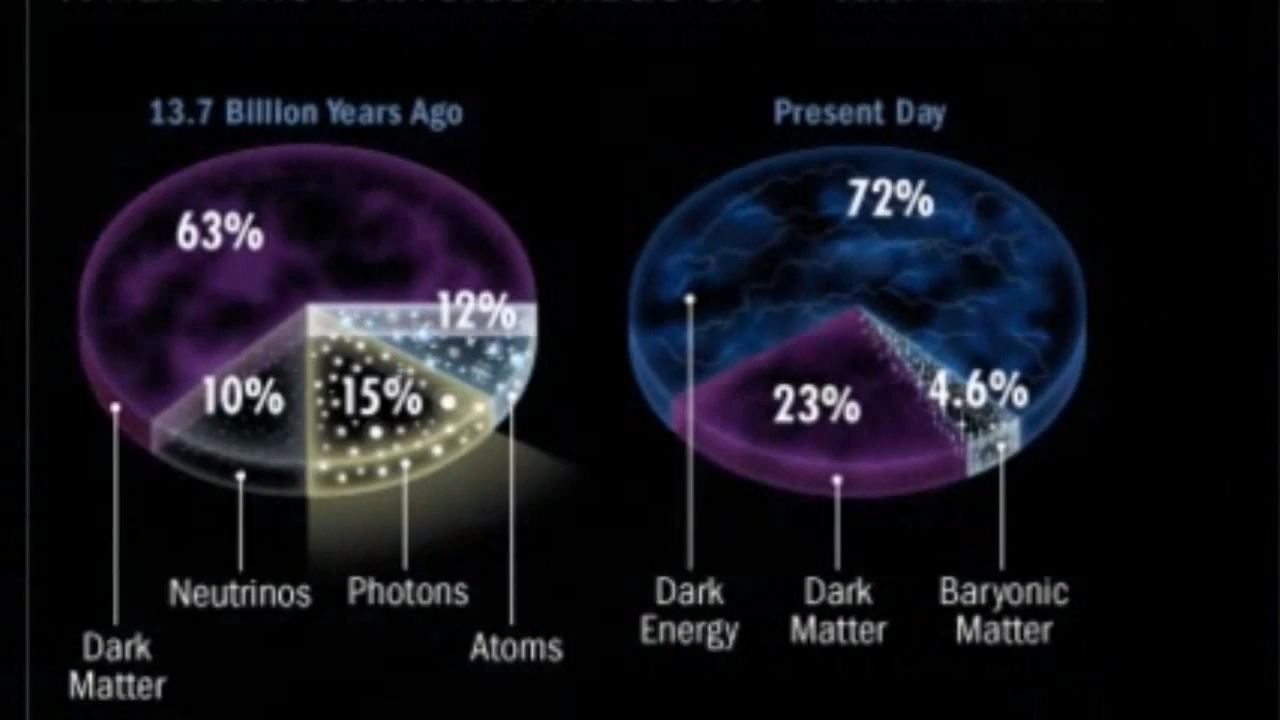 13.7 Billion Years Ago
Present Day
63%
12%
10%
15%
72%
23%
4.6%
Neutrinos
Photons
Dark
Matter
Atoms
Dark
Energy
Dark
Matter
Baryonic
Matter